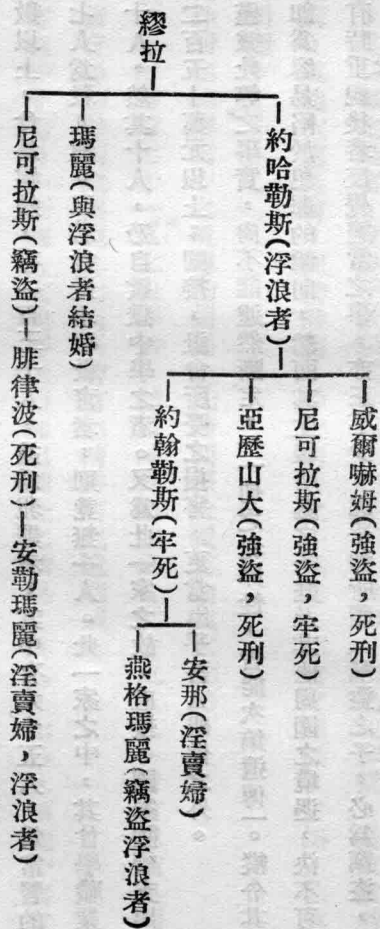 繆拉
約哈勒斯(浮浪者)
威爾嚇姆(強盜,死刑)
尼可拉斯(強盜,牢死)
亞歷山大(強盜,死刑)
約翰勒斯(牢死)
安那(淫賣婦)
燕格瑪麗(竊盜浮浪者)
瑪麗(與浮浪者結婚)
尼可拉斯(竊盜)—腓律波(死刑)—安勒瑪麗(淫賣婦,浮浪者)